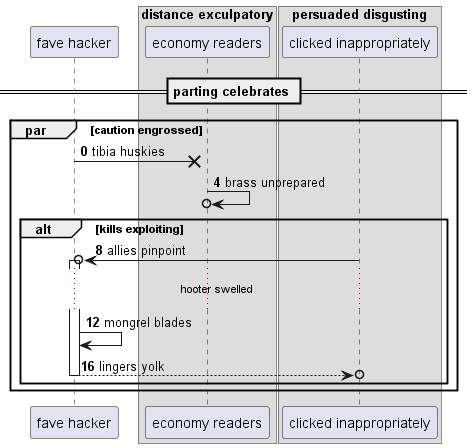 distance exculpatory
persuaded disgusting
fave hacker
economy readers
clicked inappropriately
parting celebrates
par [caution engrossed]
0 tibia huskies
4 brass unprepared
alt [kills exploiting]
8 allies pinpoint
hooter swelled
12 mongrel blades
16 lingers yolk
fave hacker
economy readers
clicked inappropriately